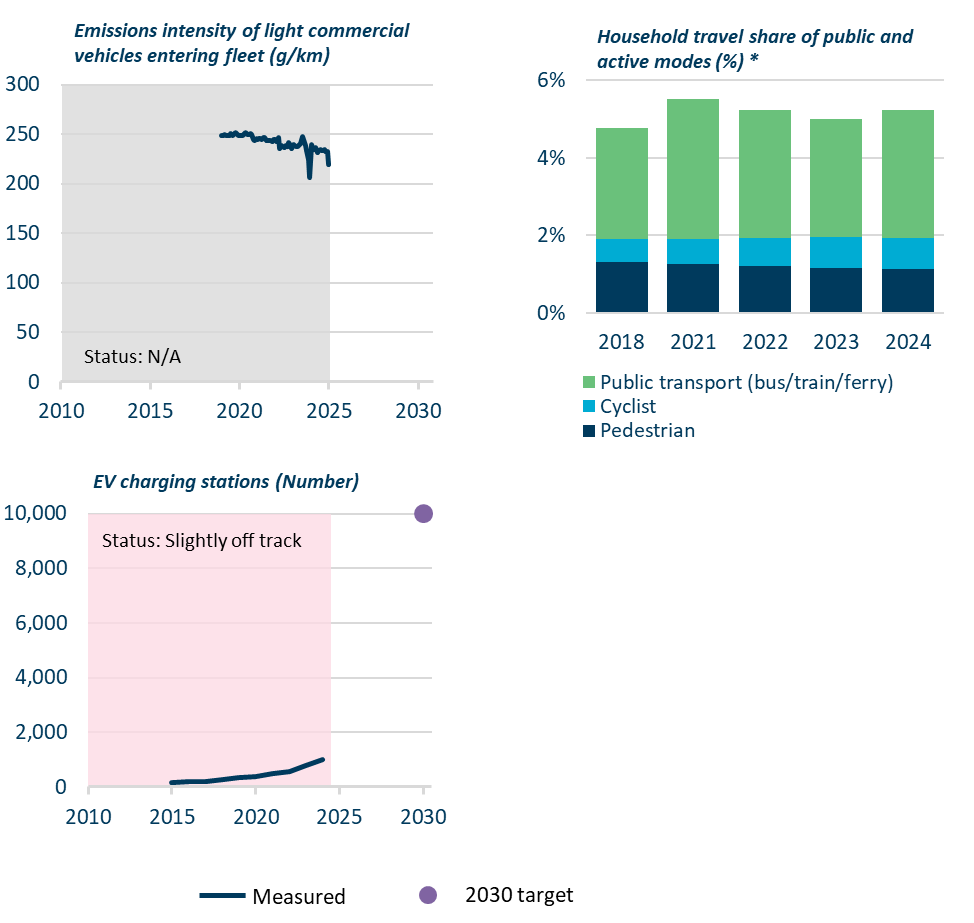 Emissions intensity of light commercial
vehicles entering fleet (g/km)
300
250
200
150
100
50
0
Status: N/A
2010 2015 2020 2025 2030
Household travel share of public and
active modes (%) *
6%
4%
2%
0%
2018 2021 2022 2023 2024
Public transport (bus/train/ferry)
Cyclist
Pedestrian
EV charging stations (Number)
10,000
Status: Slightly off track
8,000
6,000
4,000
2,000
0
2010 2015 2020 2025 2030
Measured 2030 target